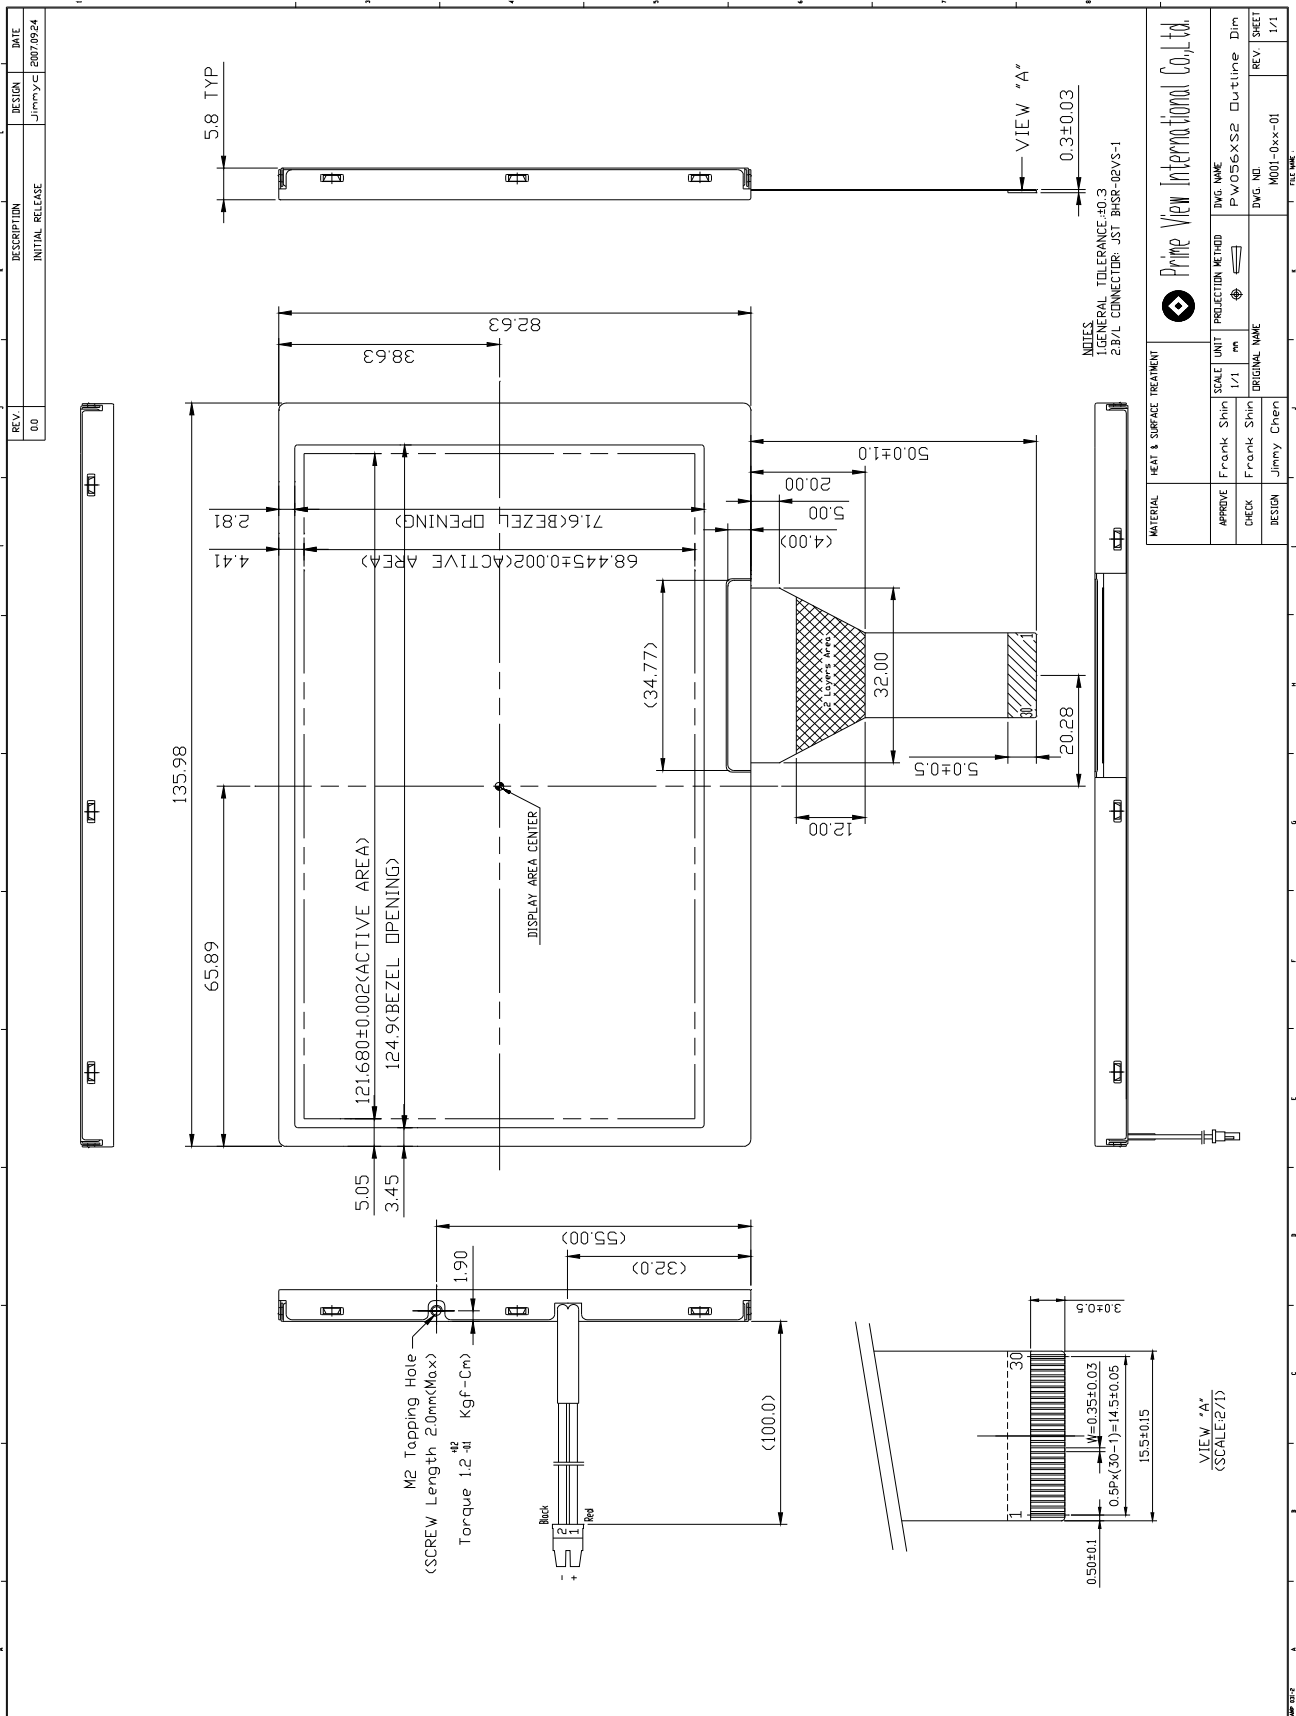 REV.
DESCRIPTION
DESIGN
DATE
0.0
INITIAL RELEASE
Jimmyc
2007.09.24
5.8 TYP
VIEW "A"
0.3±0.03
82.63
38.63
135.98
65.89
2.81
71.6(BEZEL OPENING)
4.41
68.445±0.002(ACTIVE AREA)
121.680±0.002(ACTIVE AREA)
124.9(BEZEL OPENING)
5.05
3.45
DISPLAY AREA CENTER
50.0±1.0
20.00
5.00
(4.00)
(34.77)
2 Layers Area
32.00
30
1
20.28
5.0±0.5
12.00
NOTES
1.GENERAL TOLERANCE:±0.3
2.B/L CONNECTOR: JST BHSR-02VS-1
(55.00)
(32.0)
1.90
M2 Tapping Hole
(SCREW Length 2.0mm(Max)
Torque 1.2 +0.2 -0.1 Kgf-Cm)
(100.0)
Black
Red
2
1
-
+
3.0±0.5
30
1
W=0.35±0.03
0.5Px(30-1)=14.5±0.05
15.5±0.15
0.50±0.1
VIEW "A"
(SCALE:2/1)
MATERIAL
HEAT & SURFACE TREATMENT
Prime View International Co.,Ltd.
APPROVE
Frank Shin
SCALE
UNIT
PROJECTION METHOD
DWG. NAME
1/1
mm
PW056XS2 Outline Dim
CHECK
Frank Shin
ORIGINAL NAME
DWG. NO.
REV.
SHEET
DESIGN
Jimmy Chen
M001-0xx-01
1/1
FILE NAME :